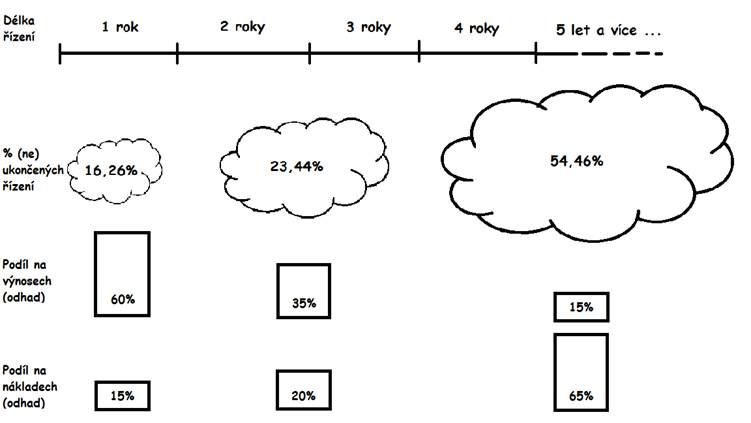 Délka
řízení
1 rok
2 roky
3 roky
4 roky
5 let a více ...
% (ne)
ukončených
řízení
16,26%
23,44%
54,46%
Podíl na
výnosech
(odhad)
60%
35%
15%
Podíl na
nákladech
(odhad)
15%
20%
65%